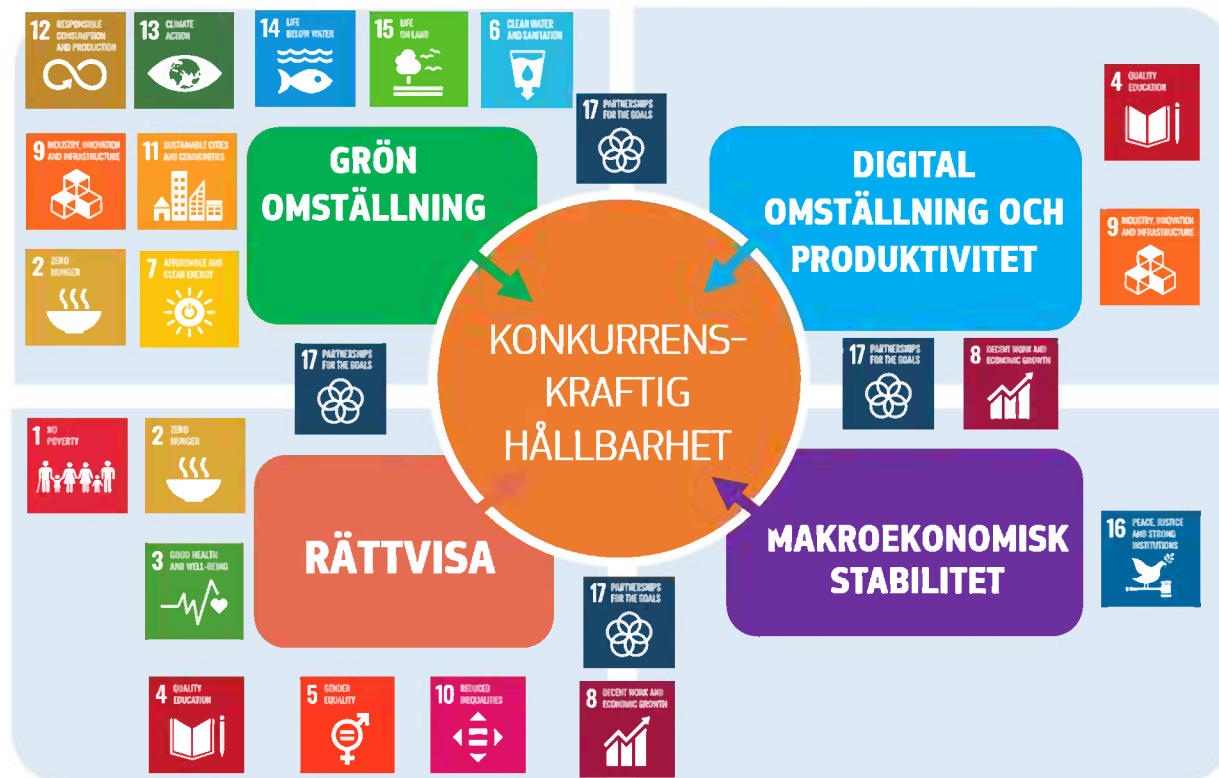 12 RESPONSIBLE
CONSUMPTION
AND PRODUCTION
13 CLIMATE
ACTION
14 LIFE
BELOW WATER
15 LIFE
ON LAND
6 CLEAN WATER
AND SANITATION
17 PARTNERSHIPS
FOR THE GOALS
4 QUALITY
EDUCATION
9 INDUSTRY, INNOVATION
AND INFRASTRUCTURE
11 SUSTAINABLE CITIES
AND COMMUNITIES
GRÖN
OMSTÄLLNING
DIGITAL
OMSTÄLLNING OCH
PRODUKTIVITET
9 INDUSTRY, INNOVATION
AND INFRASTRUCTURE
2 ZERO
HUNGER
7 AFFORDABLE AND
CLEAN ENERGY
17 PARTNERSHIPS
FOR THE GOALS
KONKURRENS-
KRAFTIG
HÅLLBARHET
17 PARTNERSHIPS
FOR THE GOALS
8 DECENT WORK AND
ECONOMIC GROWTH
1 NO
POVERTY
2 ZERO
HUNGER
3 GOOD HEALTH
AND WELL-BEING
RÄTTVISA
MAKROEKONOMISK
STABILITET
16 PEACE, JUSTICE
AND STRONG
INSTITUTIONS
17 PARTNERSHIPS
FOR THE GOALS
4 QUALITY
EDUCATION
5 GENDER
EQUALITY
10 REDUCED
INEQUALITIES
8 DECENT WORK AND
ECONOMIC GROWTH